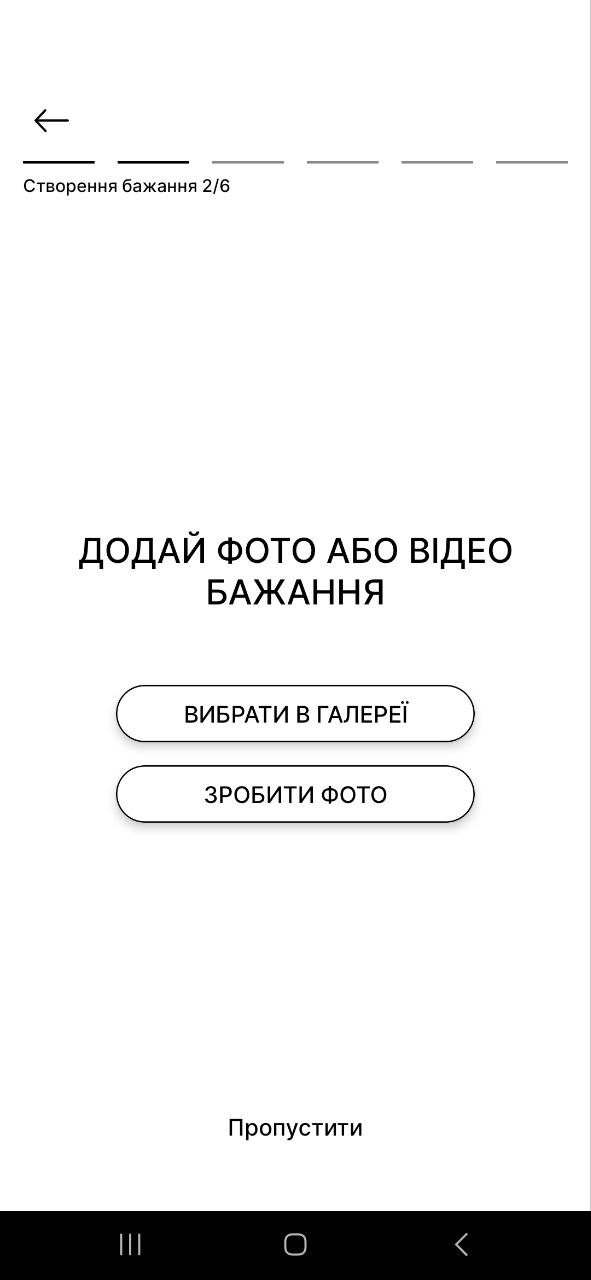 Створення бажання 2/6
ДОДАЙ ФОТО АБО ВІДЕО
БАЖАННЯ
ВИБРАТИ В ГАЛЕРЕЇ
ЗРОБИТИ ФОТО
Пропустити